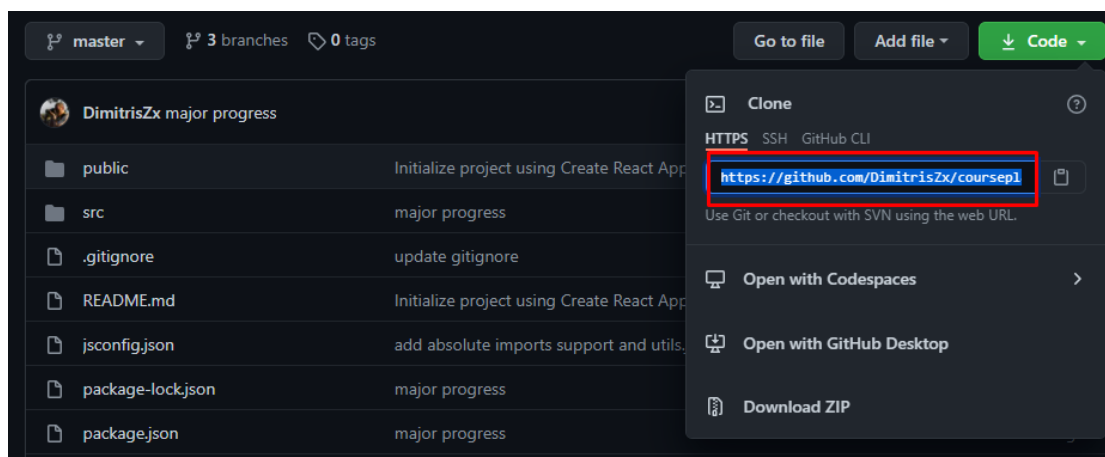 master 3 branches 0 tags Go to file Add file Code
DimitrisZx major progress
Clone
HTTPS SSH GitHub CLI
public Initialize project using Create React App
https://github.com/DimitrisZx/coursepl
src major progress
Use Git or checkout with SVN using the web URL.
.gitignore update gitignore
Open with Codespaces
README.md Initialize project using Create React App
jsconfig.json add absolute imports support and utils.
Open with GitHub Desktop
package-lock.json major progress
Download ZIP
package.json major progress